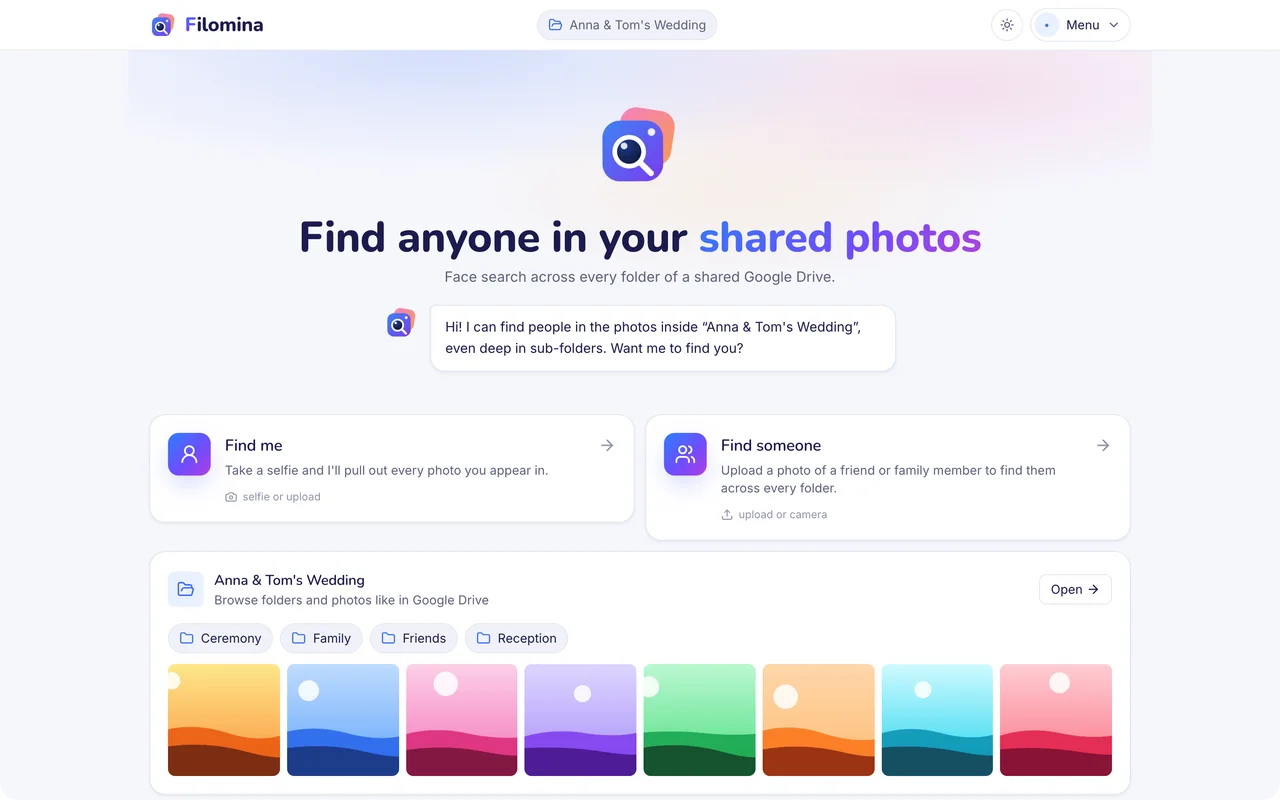 Filomina
Anna & Tom's Wedding
Menu
Find anyone in your shared photos
Face search across every folder of a shared Google Drive.
Hi! I can find people in the photos inside “Anna & Tom's Wedding”,
even deep in sub-folders. Want me to find you?
Find me
Take a selfie and I'll pull out every photo you appear in.
selfie or upload
Find someone
Upload a photo of a friend or family member to find them
across every folder.
upload or camera
Anna & Tom's Wedding
Browse folders and photos like in Google Drive
Open
Ceremony
Family
Friends
Reception